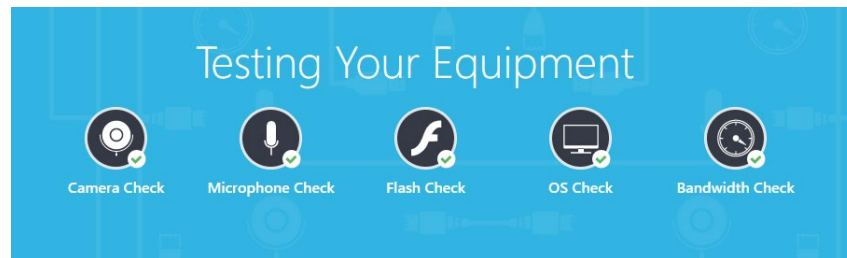 Testing Your Equipment
Camera Check Microphone Check Flash Check OS Check Bandwidth Check